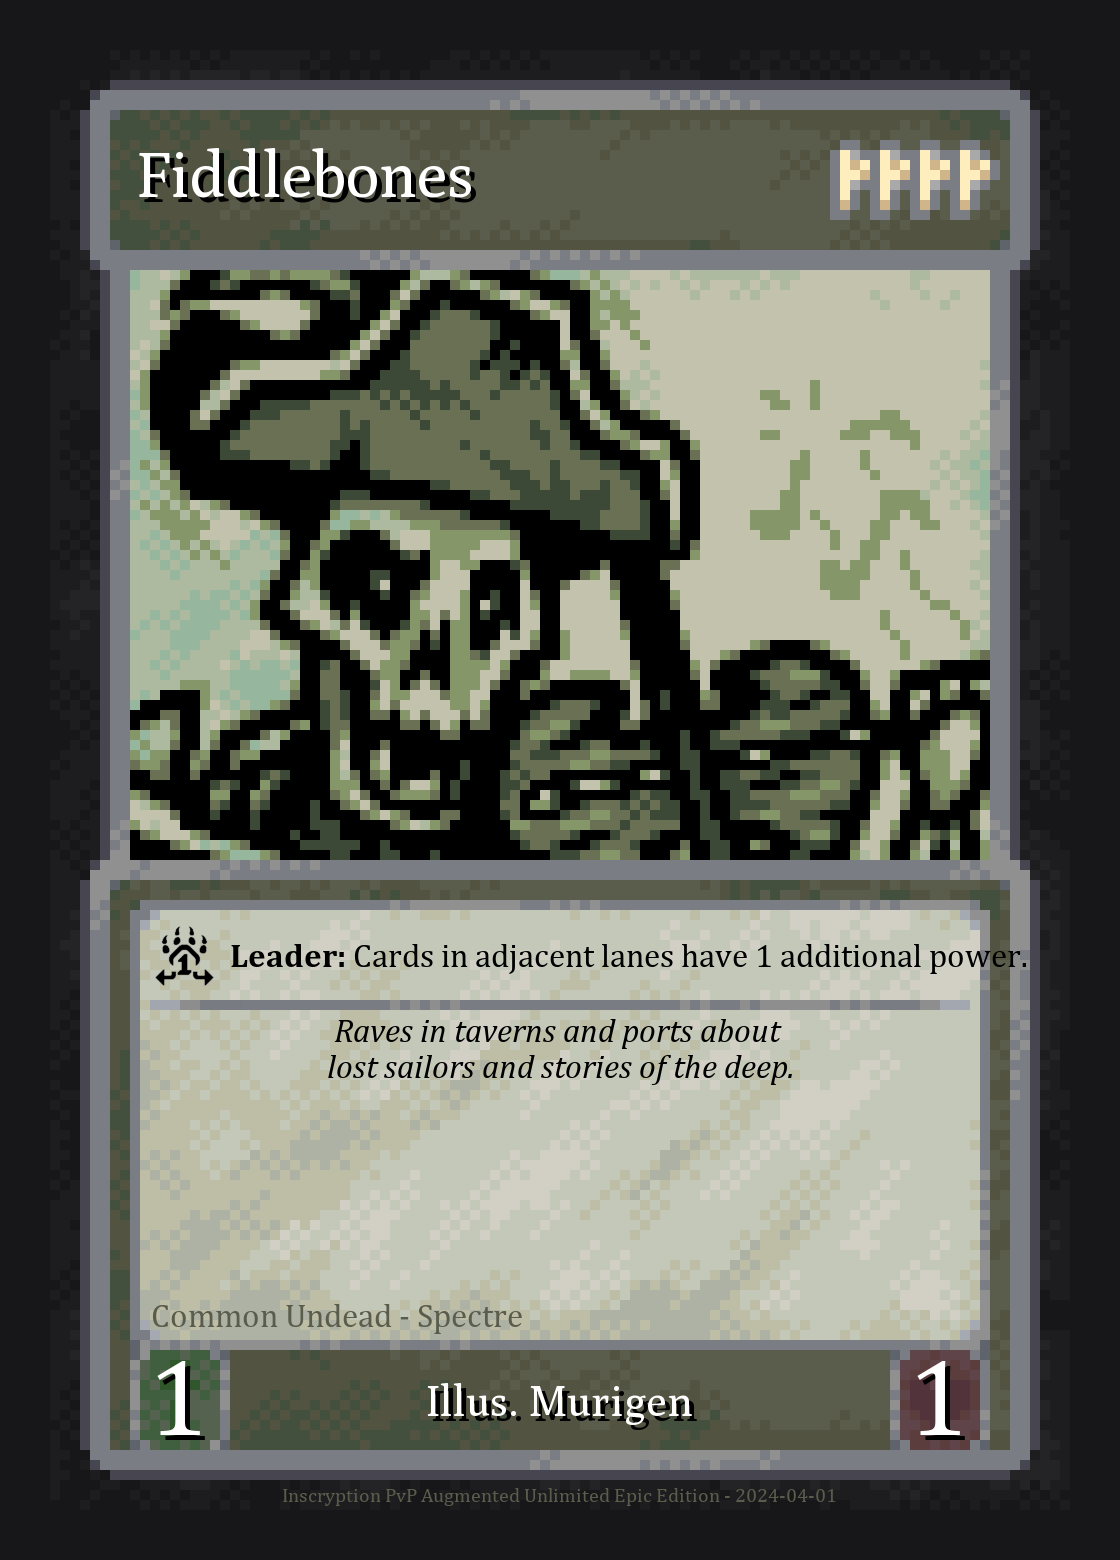 Fiddlebones
1
Leader: Cards in adjacent lanes have 1 additional power.
Raves in taverns and ports about
lost sailors and stories of the deep.
Common Undead - Spectre
1
Illus. Murigen
1
Inscryption PvP Augmented Unlimited Epic Edition - 2024-04-01